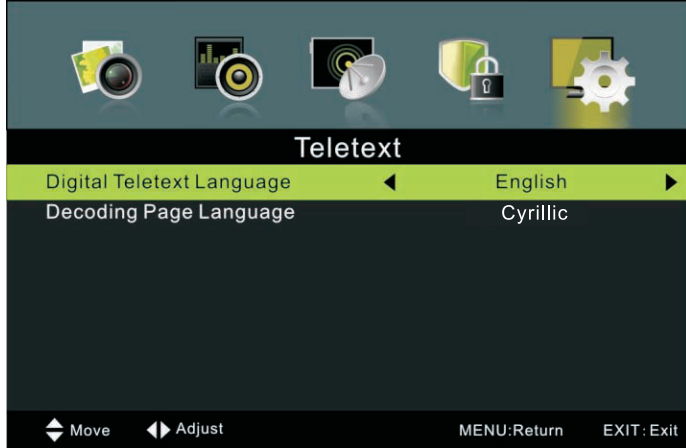 Teletext
Digital Teletext Language English
Decoding Page Language Cyrillic
Move Adjust MENU:Return EXIT:Exit